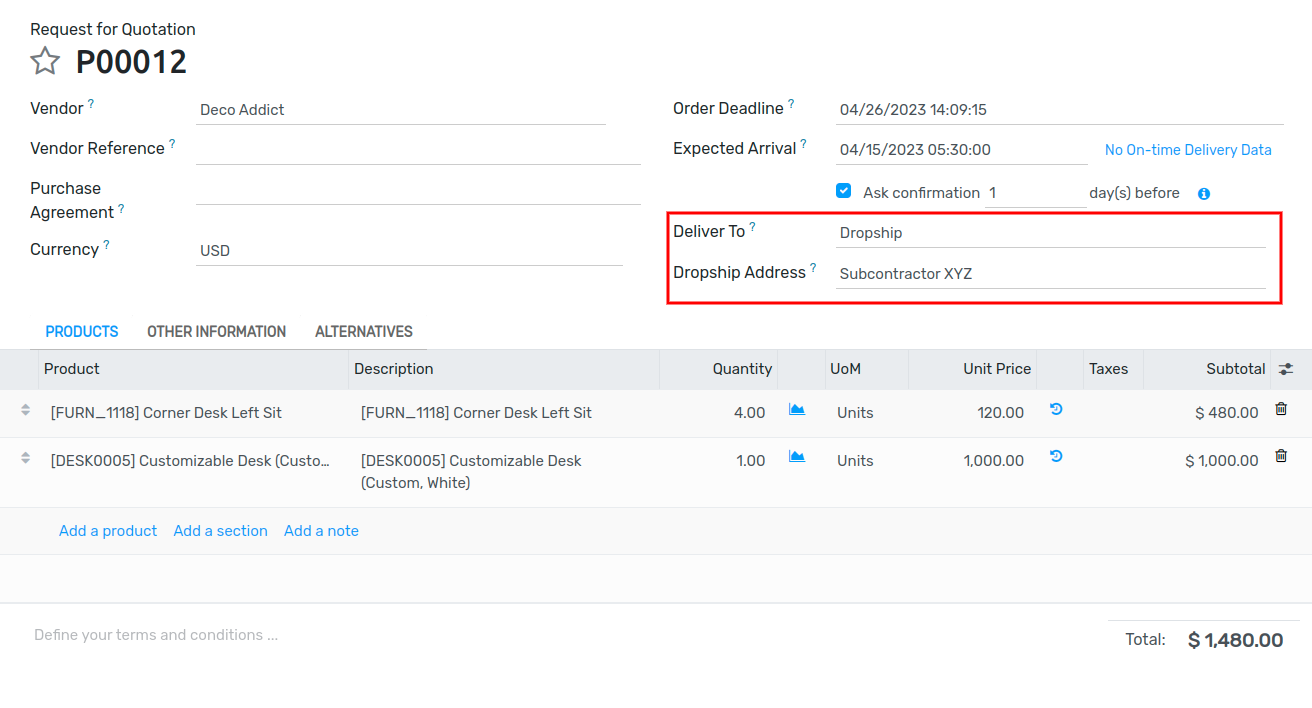 Request for Quotation
P00012
Vendor ? Deco Addict
Vendor Reference ?
Purchase
Agreement ?
Currency ? USD
Order Deadline ? 04/26/2023 14:09:15
Expected Arrival ? 04/15/2023 05:30:00 No On-time Delivery Data
Ask confirmation 1 day(s) before
Deliver To ? Dropship
Dropship Address ? Subcontractor XYZ
PRODUCTS OTHER INFORMATION ALTERNATIVES
Product Description Quantity UoM Unit Price Taxes Subtotal
[FURN_1118] Corner Desk Left Sit [FURN_1118] Corner Desk Left Sit 4.00 Units 120.00 $ 480.00
[DESK0005] Customizable Desk (Custo... [DESK0005] Customizable Desk 1.00 Units 1,000.00 $ 1,000.00
(Custom, White)
Add a product Add a section Add a note
Define your terms and conditions ...
Total: $ 1,480.00